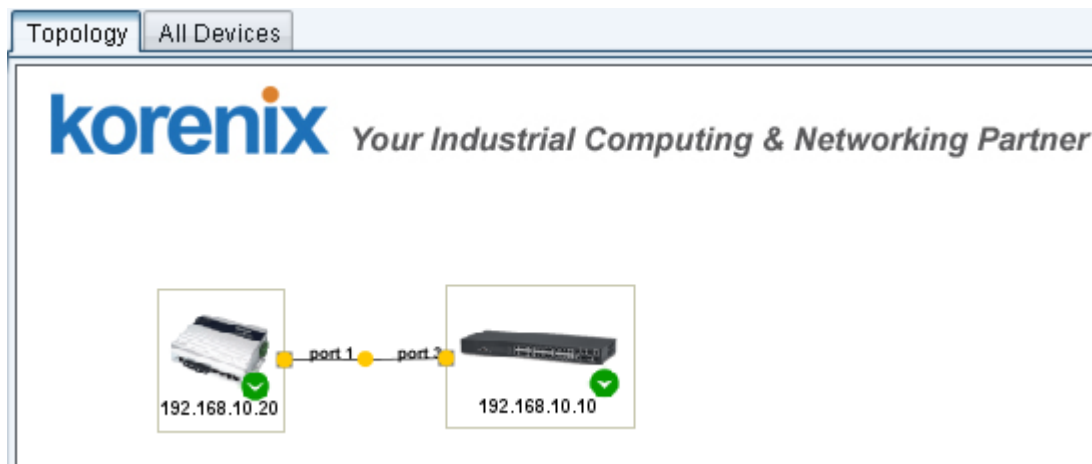 Topology All Devices
korenix Your Industrial Computing & Networking Partner
port 1 port
192.168.10.20 192.168.10.10